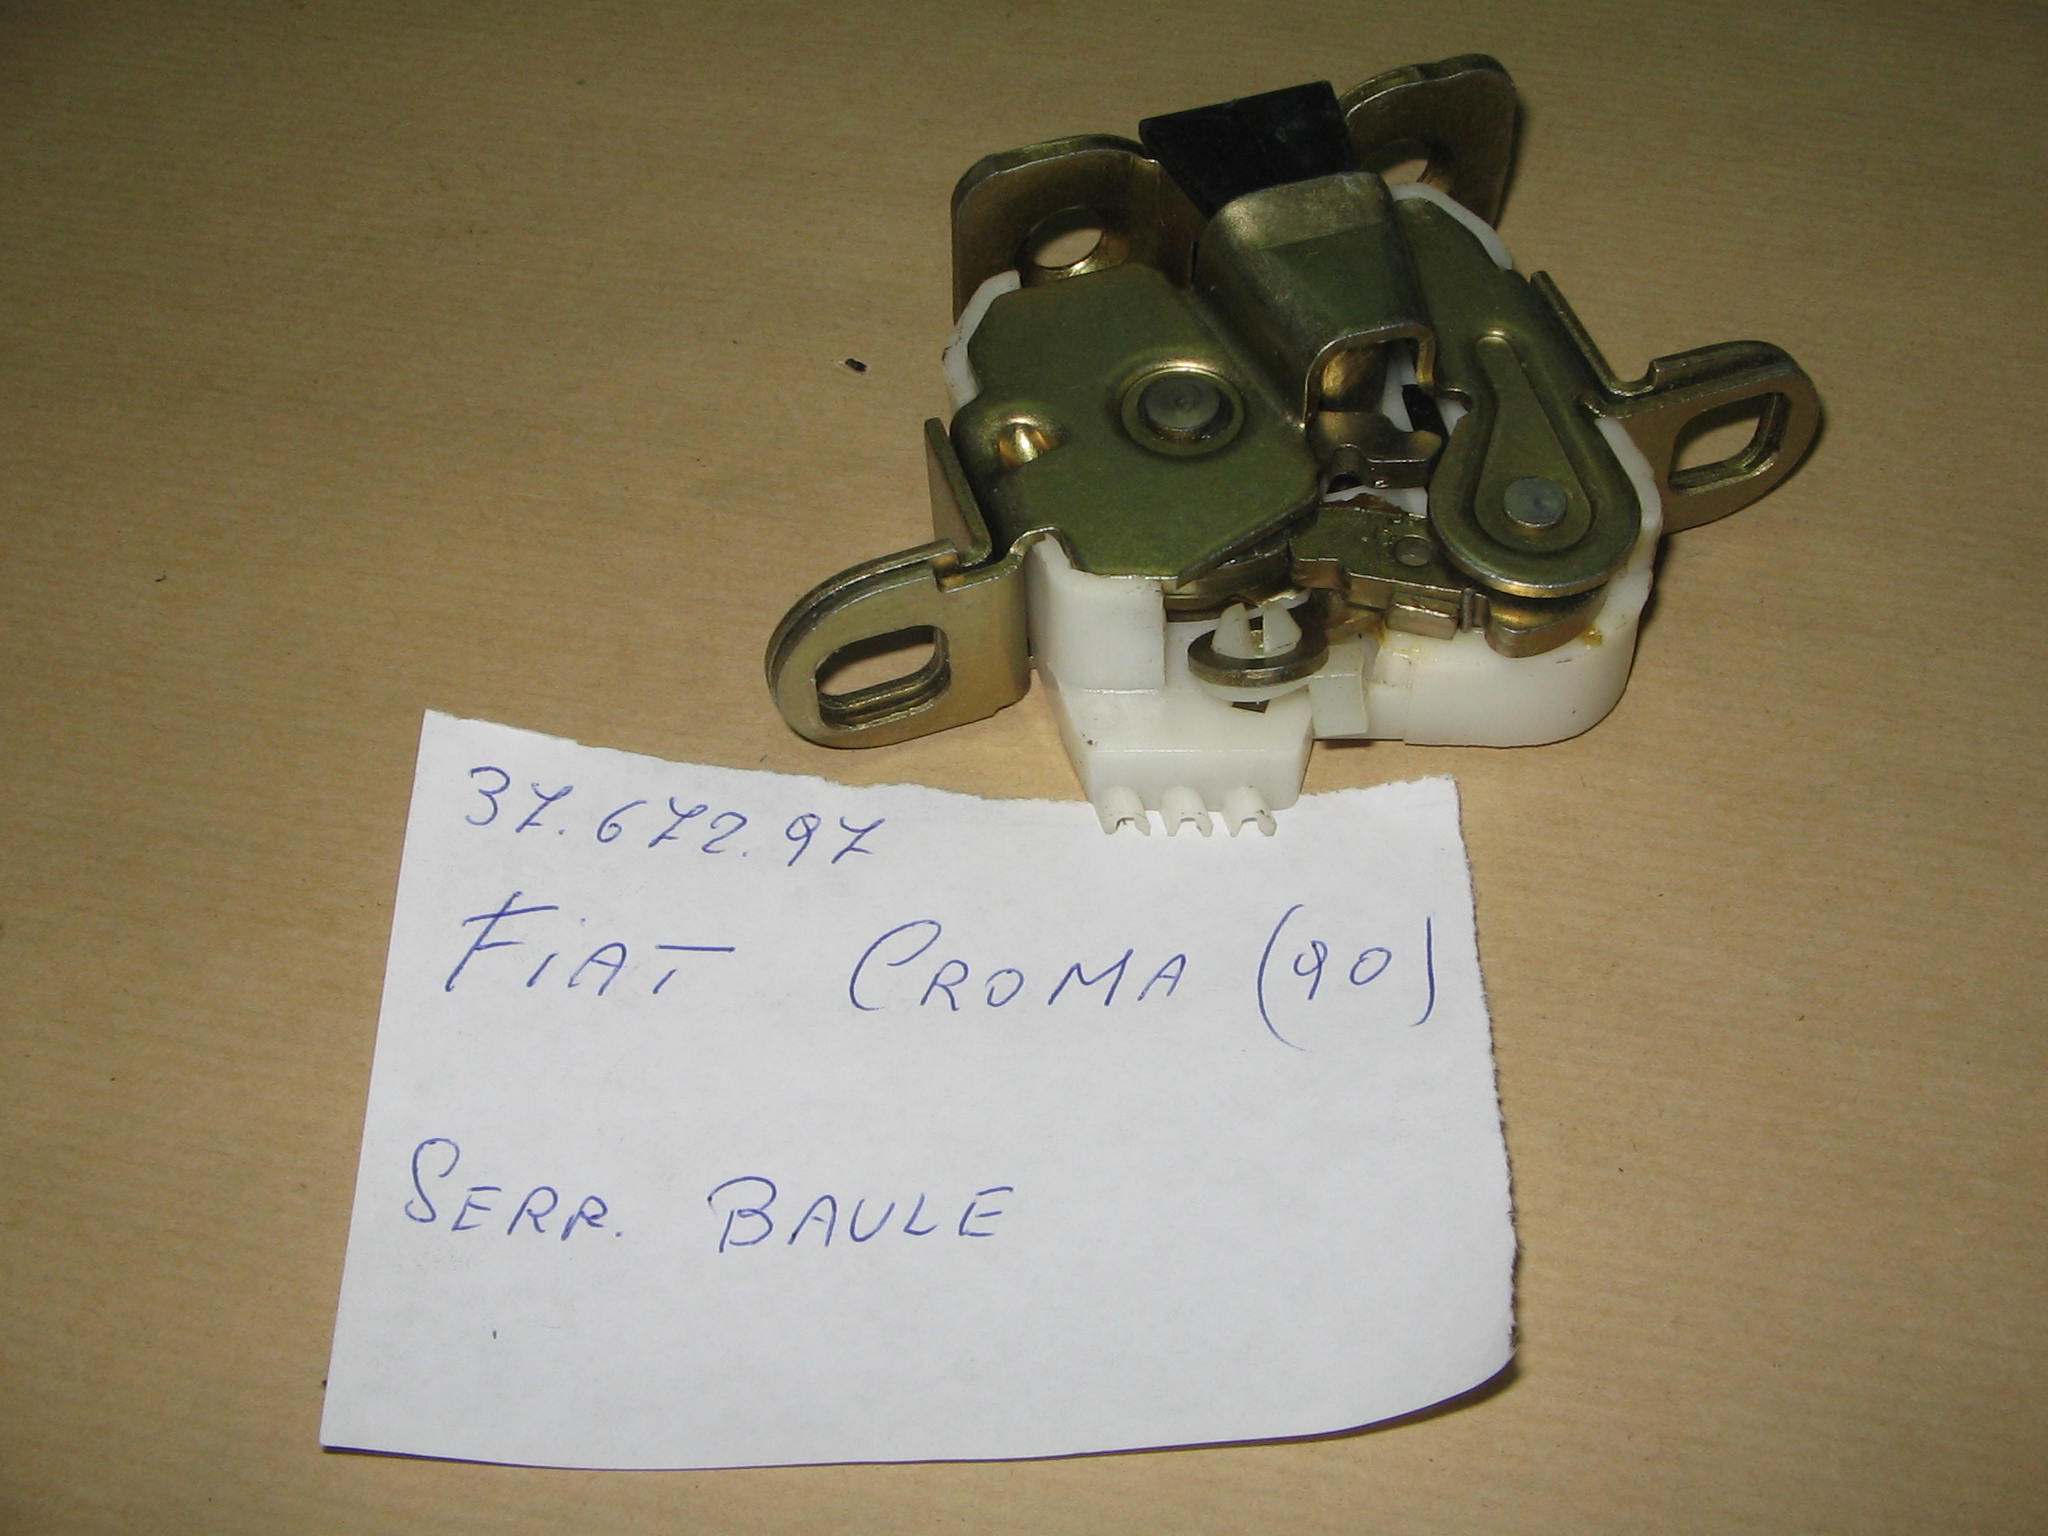 37.672.97
FIAT CROMA (90)
SERR. BAULE